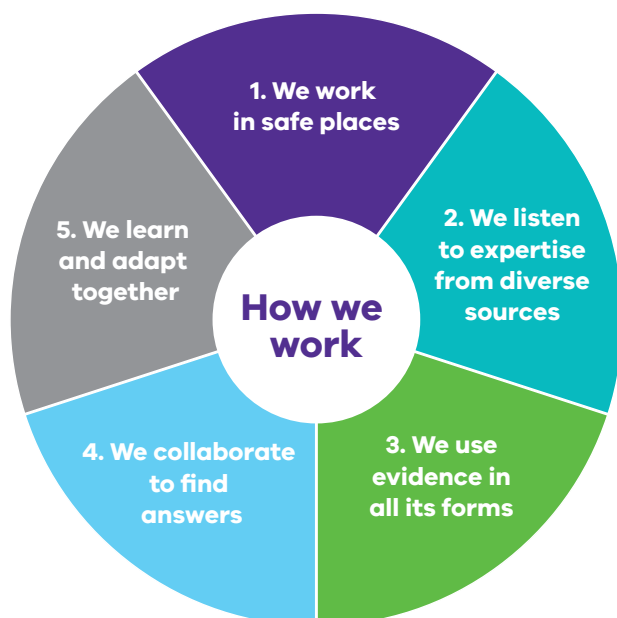 1. We work
in safe places
2. We listen
to expertise
from diverse
sources
3. We use
evidence in
all its forms
4. We collaborate
to find
answers
5. We learn
and adapt
together
How we
work